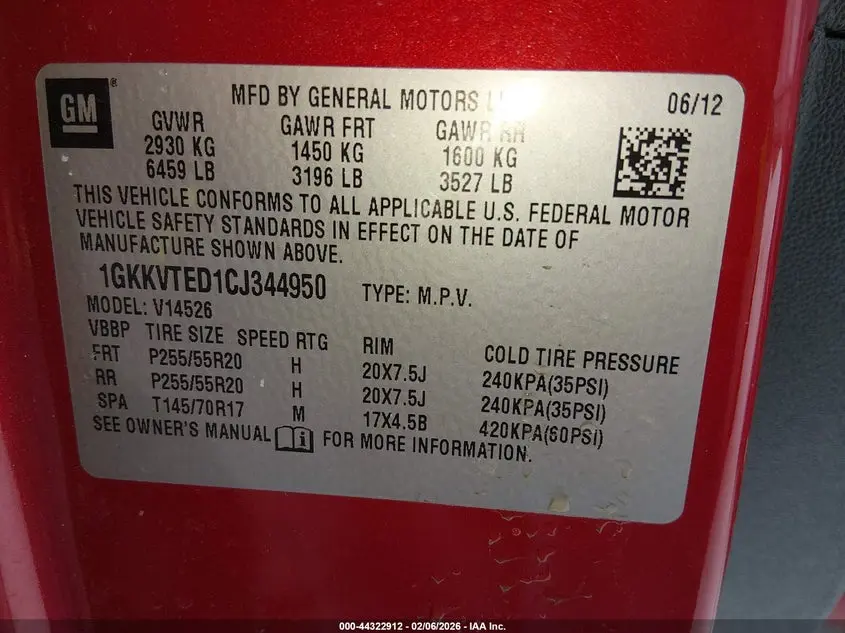 GM®
MFD BY GENERAL MOTORS
06/12
GVWR GAWR FRT GAWR RR
2930 KG 1450 KG 1600 KG
6459 LB 3196 LB 3527 LB
THIS VEHICLE CONFORMS TO ALL APPLICABLE U.S. FEDERAL MOTOR
VEHICLE SAFETY STANDARDS IN EFFECT ON THE DATE OF
MANUFACTURE SHOWN ABOVE.
1GKKVTED1CJ344950 TYPE: M.P.V.
MODEL: V14526
VBBP TIRE SIZE SPEED RTG RIM COLD TIRE PRESSURE
FRT P255/55R20 H 20X7.5J 240KPA(35PSI)
RR P255/55R20 H 20X7.5J 240KPA(35PSI)
SPA T145/70R17 M 17X4.5B 420KPA(60PSI)
SEE OWNER'S MANUAL FOR MORE INFORMATION.
000-44322912 - 02/06/2026 - IAA Inc.